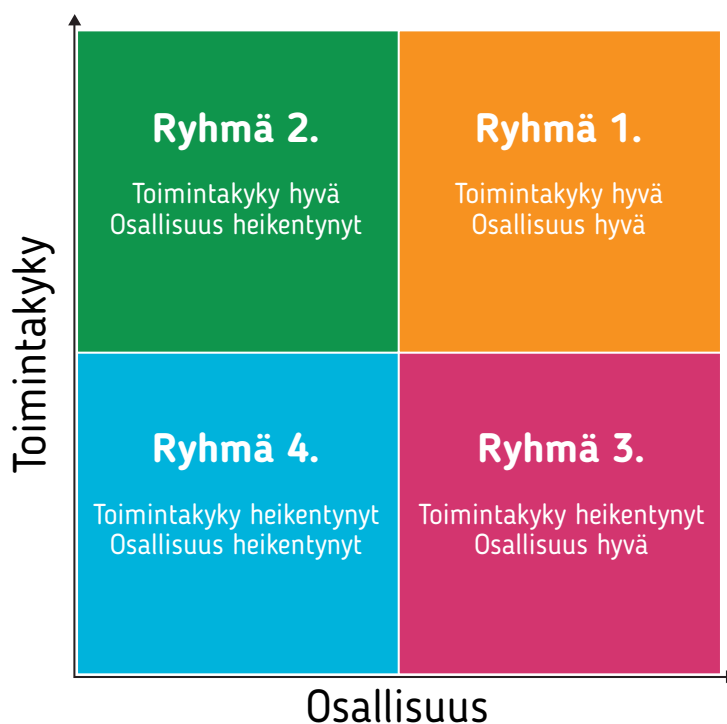 Toimintakyky
Ryhmä 2.
Toimintakyky hyvä
Osallisuus heikentynyt
Ryhmä 1.
Toimintakyky hyvä
Osallisuus hyvä
Ryhmä 4.
Toimintakyky heikentynyt
Osallisuus heikentynyt
Ryhmä 3.
Toimintakyky heikentynyt
Osallisuus hyvä
Osallisuus